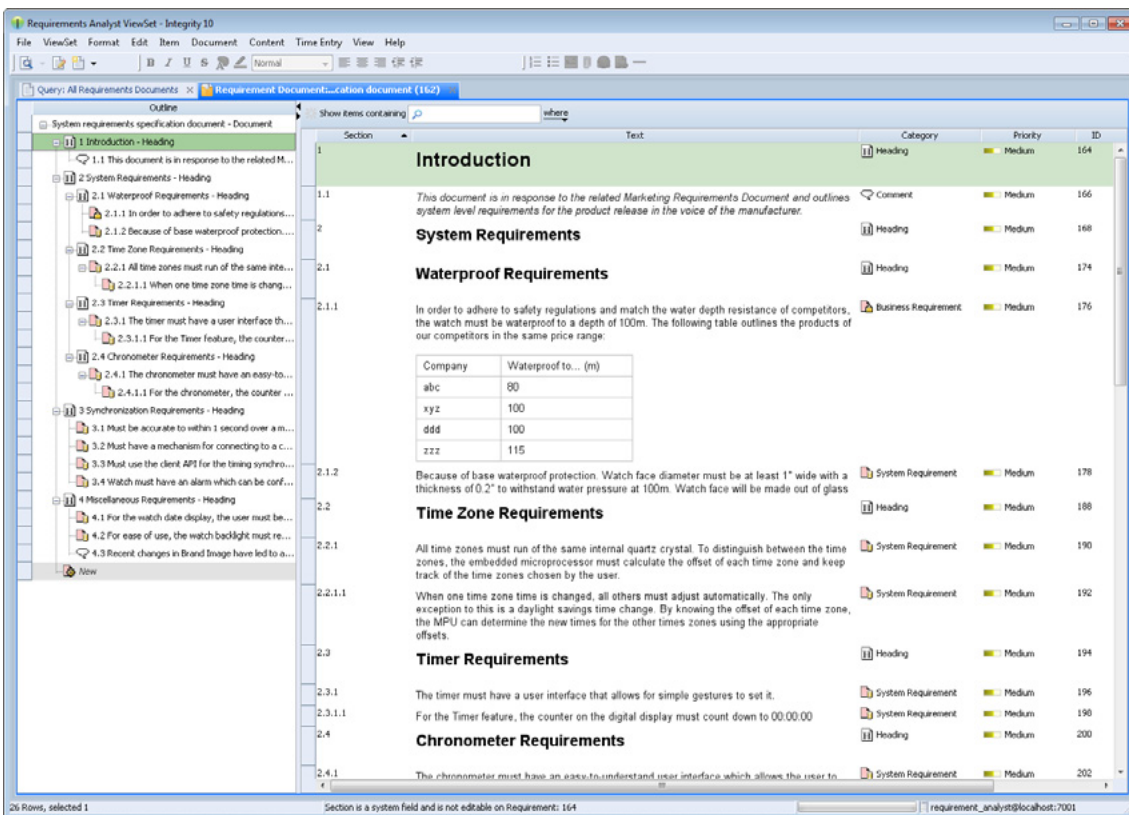 Requirements Analyst ViewSet - Integrity 10
File ViewSet Format Edit Item Document Content Time Entry View Help
B I U S Normal
Query: All Requirements Documents × Requirement Document:...cation document (162)
Outline
System requirements specification document - Document
1 Introduction - Heading
1.1 This document is in response to the related M...
2 System Requirements - Heading
2.1 Waterproof Requirements - Heading
2.1.1 In order to adhere to safety regulations...
2.1.2 Because of base waterproof protection....
2.2 Time Zone Requirements - Heading
2.2.1 All time zones must run of the same inte...
2.2.1.1 When one time zone time is chang...
2.3 Timer Requirements - Heading
2.3.1 The timer must have a user interface th...
2.3.1.1 For the Timer feature, the counter...
2.4 Chronometer Requirements - Heading
2.4.1 The chronometer must have an easy-to...
2.4.1.1 For the chronometer, the counter ...
3 Synchronization Requirements - Heading
3.1 Must be accurate to within 1 second over a m...
3.2 Must have a mechanism for connecting to a c...
3.3 Must use the client API for the timing synchro...
3.4 Watch must have an alarm which can be conf...
4 Miscellaneous Requirements - Heading
4.1 For the watch date display, the user must be...
4.2 For ease of use, the watch backlight must re...
4.3 Recent changes in Brand Image have led to a...
New
Show items containing where
Section Text Category Priority ID
1 Introduction Heading Medium 164
1.1 This document is in response to the related Marketing Requirements Document and outlines Comment Medium 166
system level requirements for the product release in the voice of the manufacturer.
2 System Requirements Heading Medium 168
2.1 Waterproof Requirements Heading Medium 174
2.1.1 In order to adhere to safety regulations and match the water depth resistance of competitors, Business Requirement Medium 176
the watch must be waterproof to a depth of 100m. The following table outlines the products of
our competitors in the same price range:
Company Waterproof to... (m)
abc 80
xyz 100
ddd 100
zzz 115
2.1.2 Because of base waterproof protection. Watch face diameter must be at least 1" wide with a System Requirement Medium 178
thickness of 0.2" to withstand water pressure at 100m. Watch face will be made out of glass
2.2 Time Zone Requirements Heading Medium 188
2.2.1 All time zones must run of the same internal quartz crystal. To distinguish between the time System Requirement Medium 190
zones, the embedded microprocessor must calculate the offset of each time zone and keep
track of the time zones chosen by the user.
2.2.1.1 When one time zone time is changed, all others must adjust automatically. The only System Requirement Medium 192
exception to this is a daylight savings time change. By knowing the offset of each time zone,
the MPU can determine the new times for the other times zones using the appropriate
offsets.
2.3 Timer Requirements Heading Medium 194
2.3.1 The timer must have a user interface that allows for simple gestures to set it. System Requirement Medium 196
2.3.1.1 For the Timer feature, the counter on the digital display must count down to 00:00:00 System Requirement Medium 198
2.4 Chronometer Requirements Heading Medium 200
2.4.1 The chronometer must have an easy-to-understand user interface which allows the user to System Requirement Medium 202
26 Rows, selected 1 Section is a system field and is not editable on Requirement: 164 requirement_analyst@localhost:7001